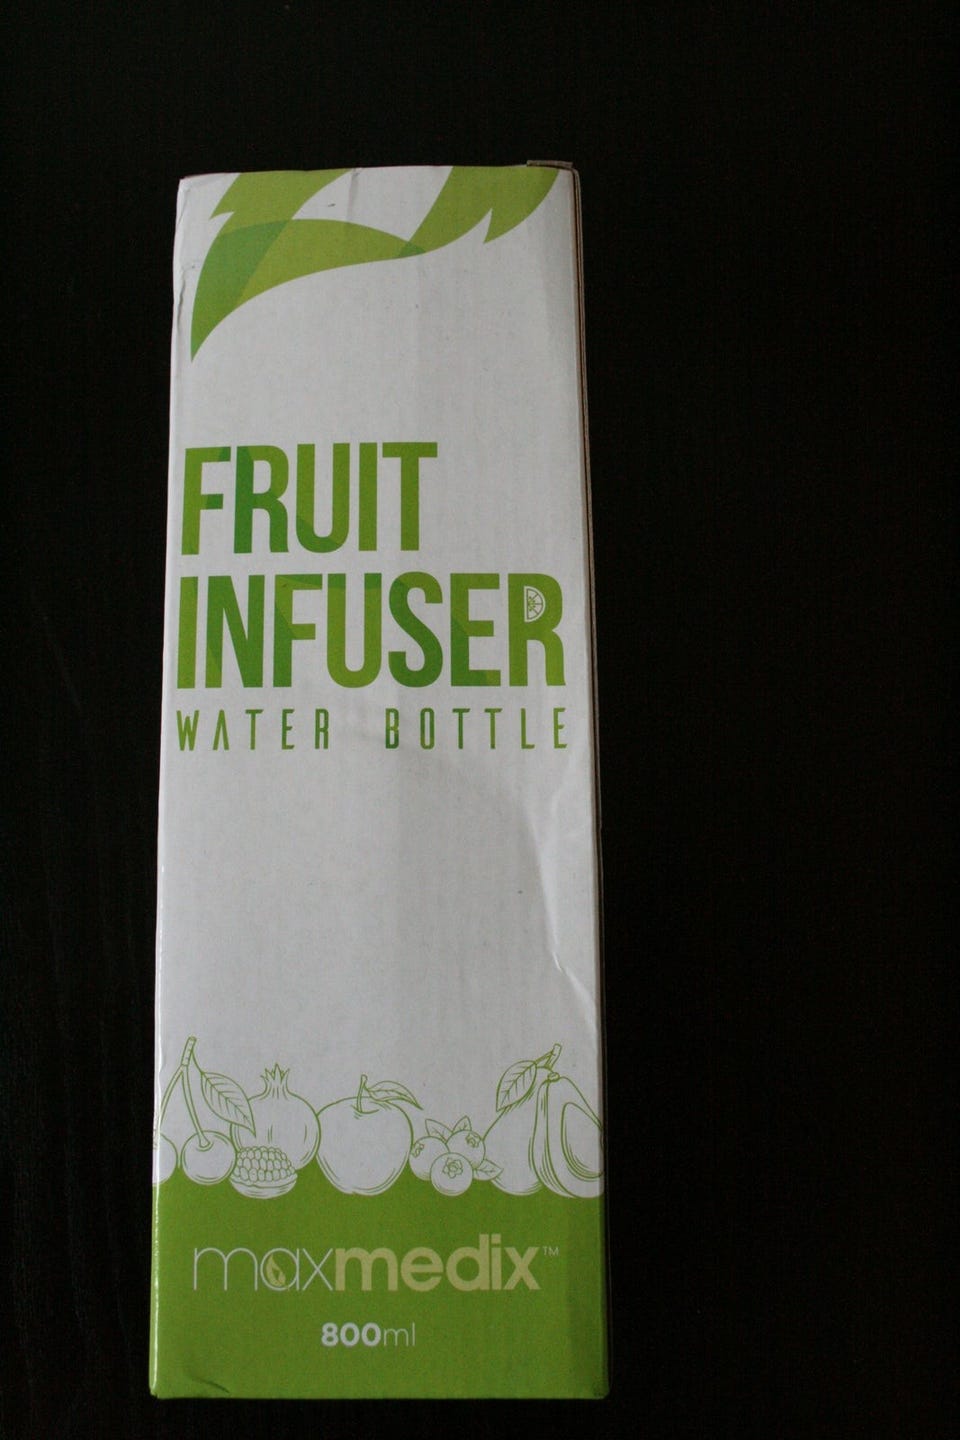 FRUIT
INFUSER
WATER BOTTLE
maxmedix™
800ml